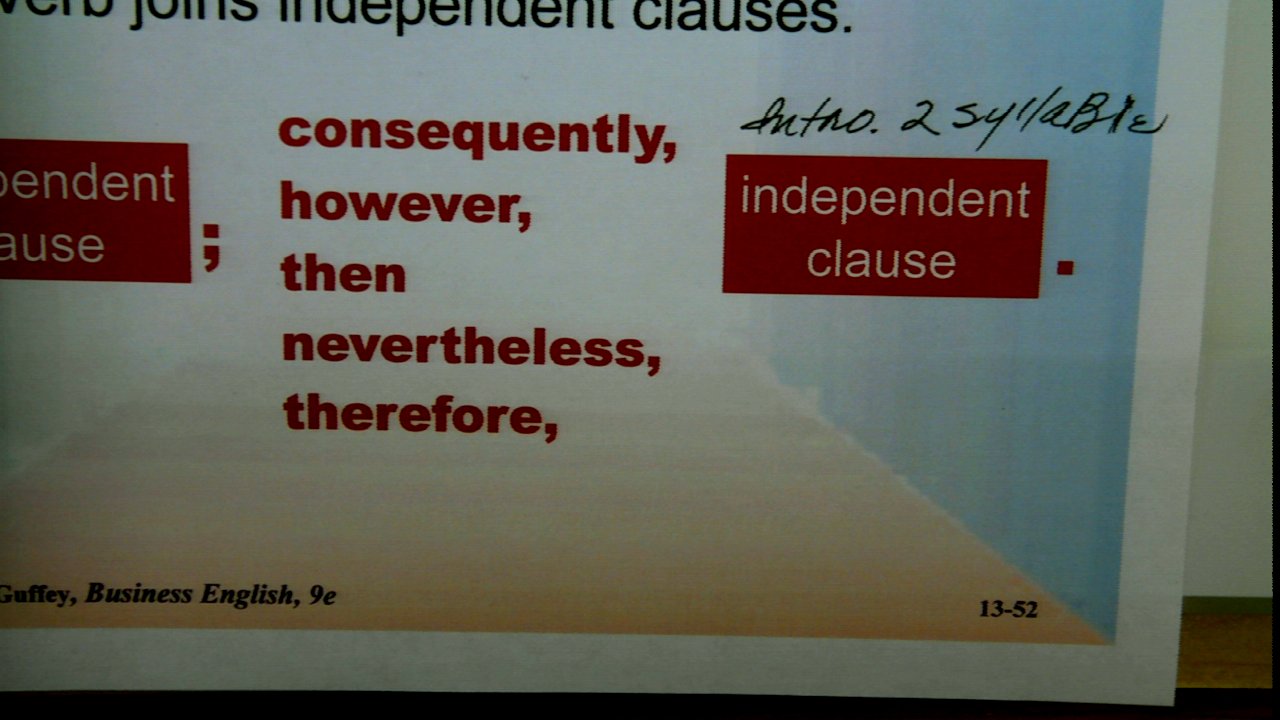 verb joins independent clauses.
Intro. 2 syllaBle
consequently,
however,
then
nevertheless,
therefore,
pendent
ause
;
independent
clause
.
Guffey, Business English, 9e
13-52